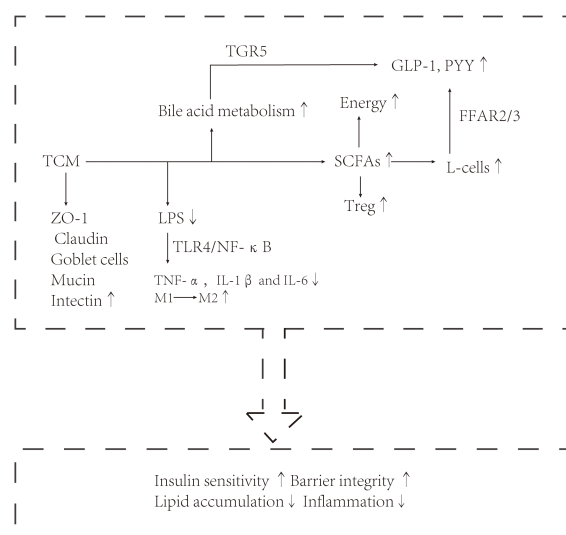 TGR5
GLP-1, PYY ↑
Energy ↑
Bile acid metabolism ↑
FFAR2/3
TCM
SCFAs ↑
L-cells ↑
Treg ↑
ZO-1
Claudin
Goblet cells
Mucin
Intectin ↑
LPS ↓
TLR4/NF- κ B
TNF- α , IL-1 β and IL-6 ↓
M1→M2 ↑
Insulin sensitivity ↑ Barrier integrity ↑
Lipid accumulation ↓ Inflammation ↓